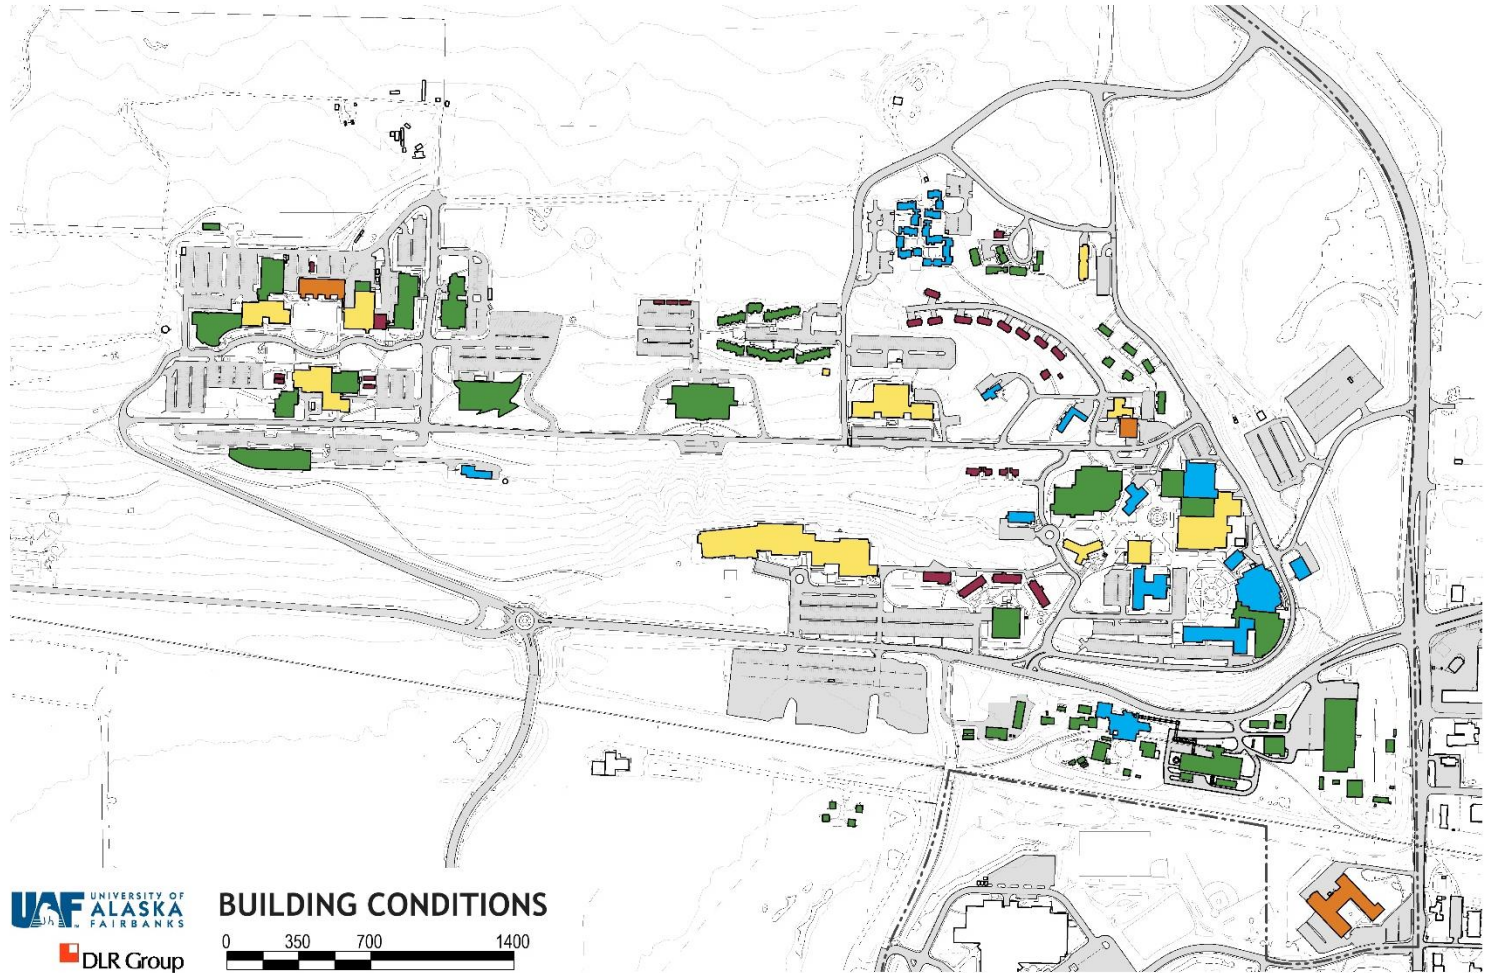 UAF UNIVERSITY OF
ALASKA
FAIRBANKS
DLR Group
BUILDING CONDITIONS
0 350 700 1400